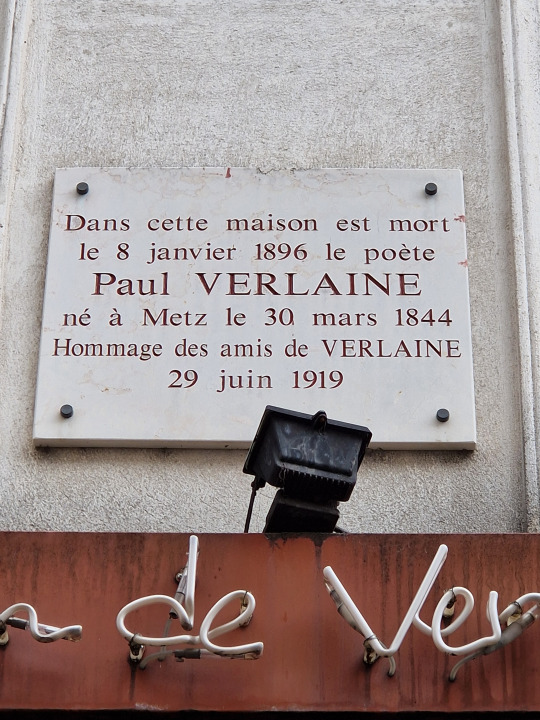 Dans cette maison est mort
le 8 janvier 1896 le poète
Paul VERLAINE
né à Metz le 30 mars 1844
Hommage des amis de VERLAINE
29 juin 1919
de